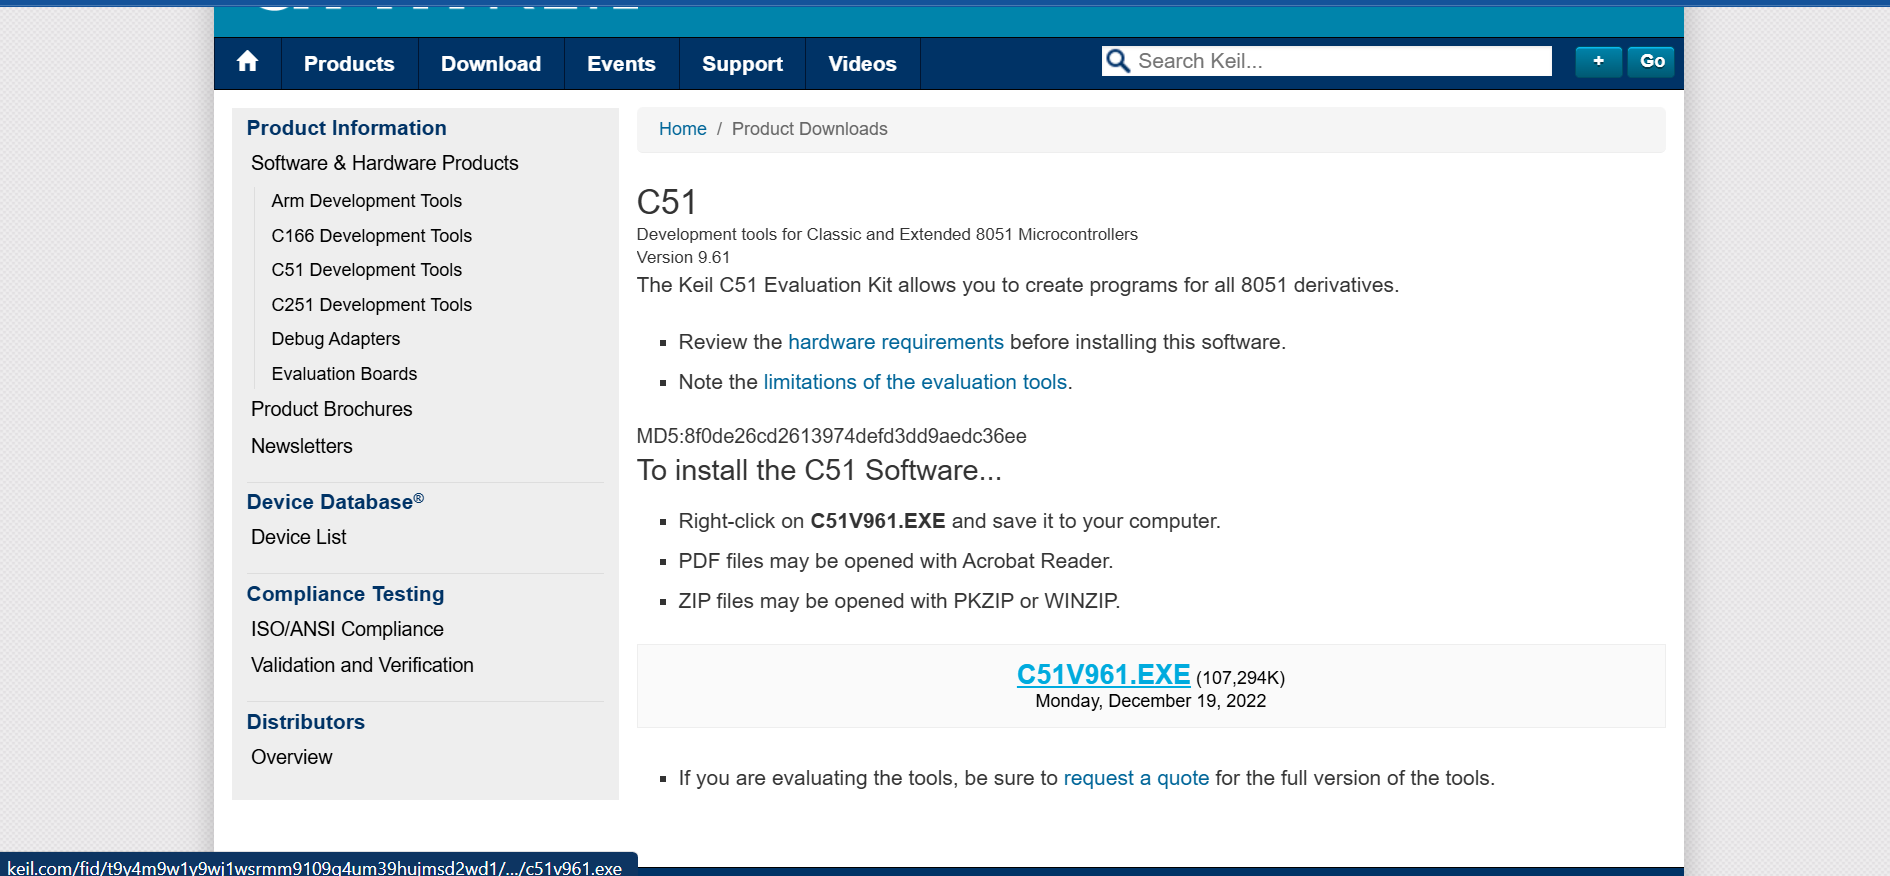 Products
Download
Events
Support
Videos
Search Keil...
+
Go
Product Information
Software & Hardware Products
Arm Development Tools
C166 Development Tools
C51 Development Tools
C251 Development Tools
Debug Adapters
Evaluation Boards
Product Brochures
Newsletters
Device Database®
Device List
Compliance Testing
ISO/ANSI Compliance
Validation and Verification
Distributors
Overview
Home / Product Downloads
C51
Development tools for Classic and Extended 8051 Microcontrollers
Version 9.61
The Keil C51 Evaluation Kit allows you to create programs for all 8051 derivatives.
Review the hardware requirements before installing this software.
Note the limitations of the evaluation tools.
MD5:8f0de26cd2613974defd3dd9aedc36ee
To install the C51 Software...
Right-click on C51V961.EXE and save it to your computer.
PDF files may be opened with Acrobat Reader.
ZIP files may be opened with PKZIP or WINZIP.
C51V961.EXE (107,294K)
Monday, December 19, 2022
If you are evaluating the tools, be sure to request a quote for the full version of the tools.
keil.com/fid/t9y4m9w1y9wj1wsrmm9109q4um39hujmsd2wd1/.../c51v961.exe